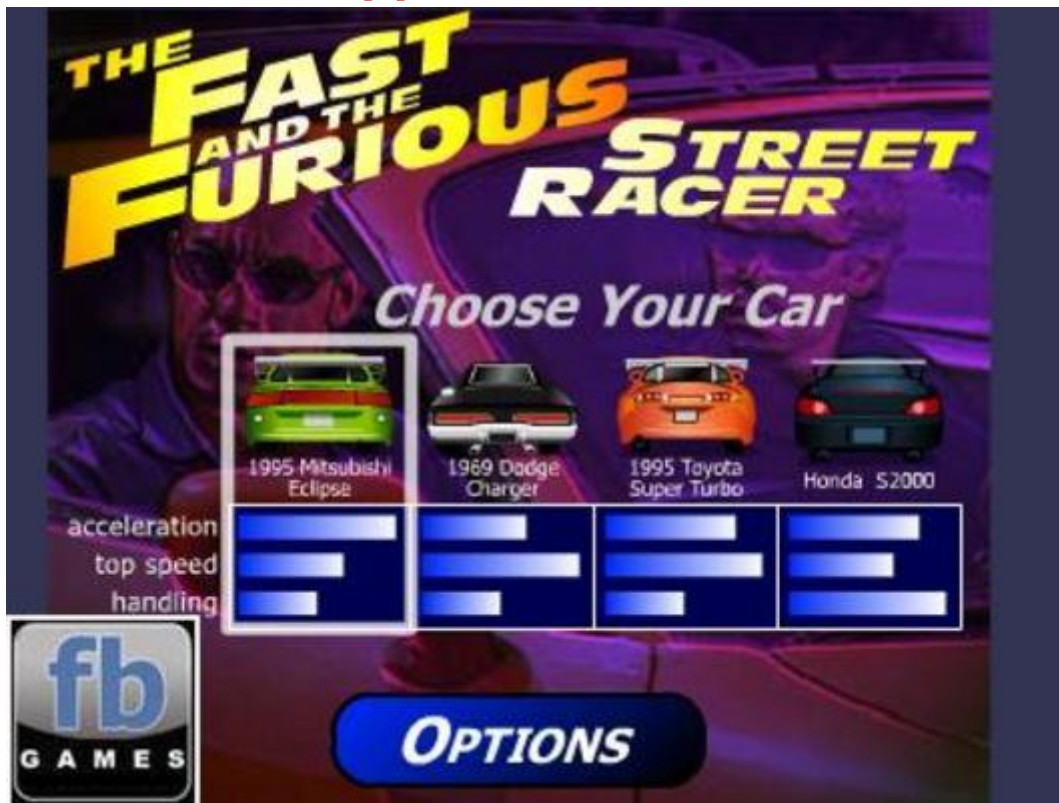 THE
FAST
AND THE
FURIOUS
STREET
RACER
Choose Your Car
1995 Mitsubishi
Eclipse
1969 Dodge
Charger
1995 Toyota
Super Turbo
Honda S2000
acceleration
top speed
handling
fb
GAMES
OPTIONS